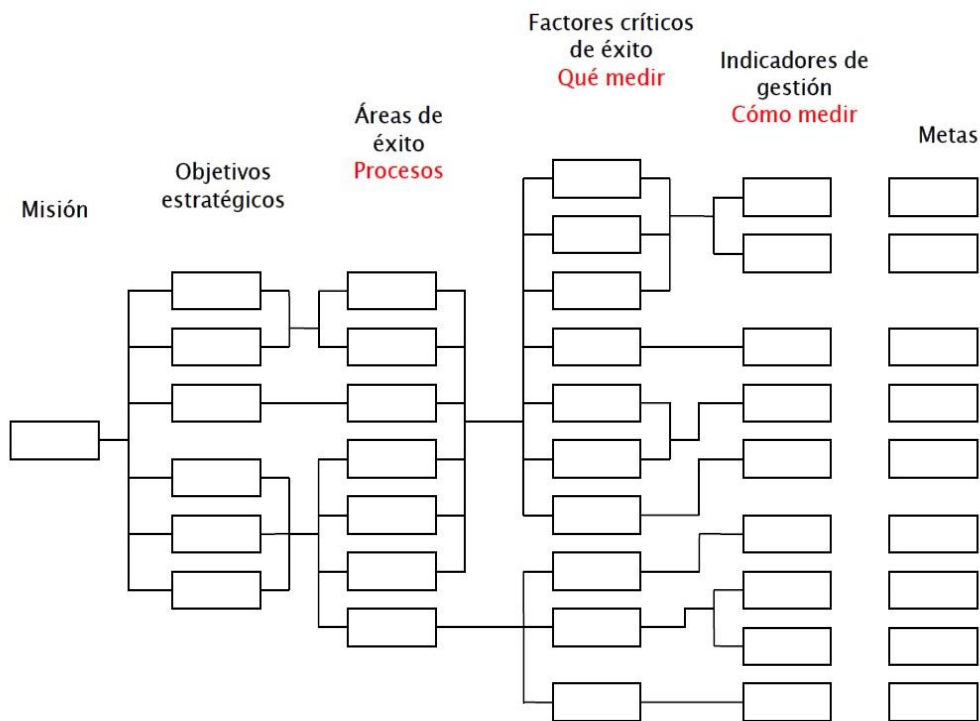 Misión
Objetivos
estratégicos
Áreas de
éxito
Procesos
Factores críticos
de éxito
Qué medir
Indicadores de
gestión
Cómo medir
Metas